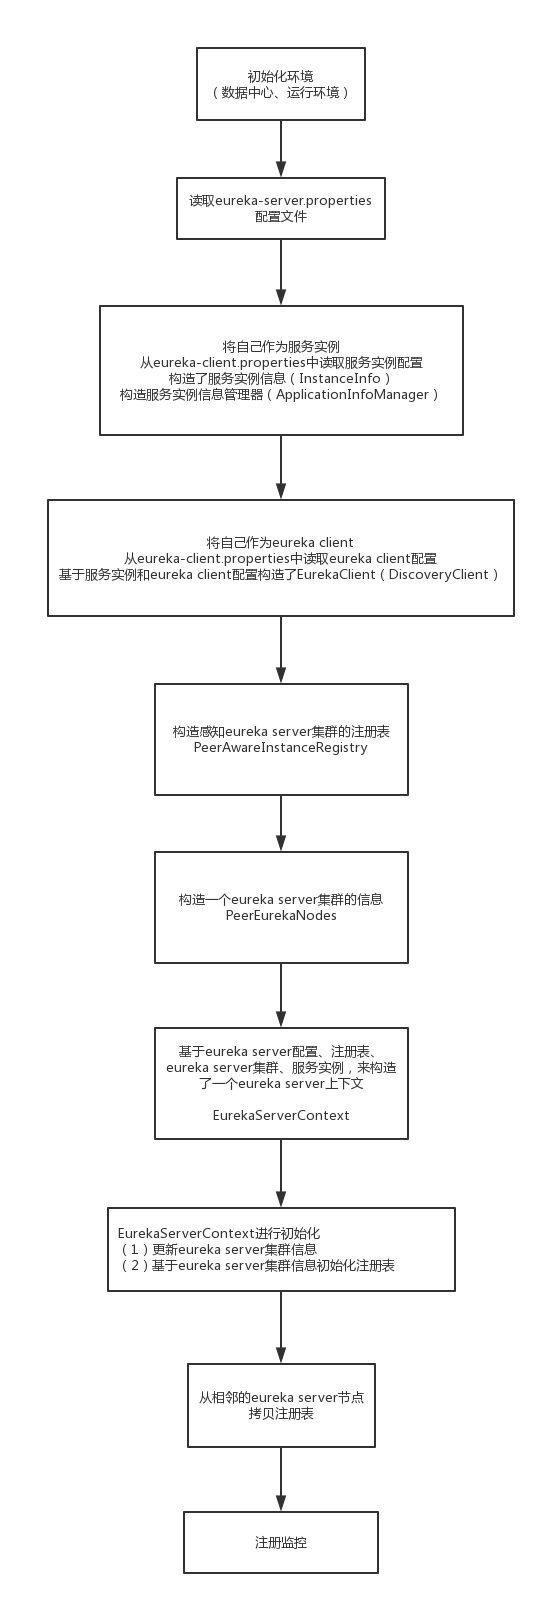 初始化环境
（数据中心、运行环境）
读取eureka-server.properties
配置文件
将自己作为服务实例
从eureka-client.properties中读取服务实例配置
构造了服务实例信息（InstanceInfo）
构造服务实例信息管理器（ApplicationInfoManager）
将自己作为eureka client
从eureka-client.properties中读取eureka client配置
基于服务实例和eureka client配置构造了EurekaClient（DiscoveryClient）
构造感知eureka server集群的注册表
PeerAwareInstanceRegistry
构造一个eureka server集群的信息
PeerEurekaNodes
基于eureka server配置、注册表、
eureka server集群、服务实例，来构造
了一个eureka server上下文
EurekaServerContext
EurekaServerContext进行初始化
（1）更新eureka server集群信息
（2）基于eureka server集群信息初始化注册表
从相邻的eureka server节点
拷贝注册表
注册监控